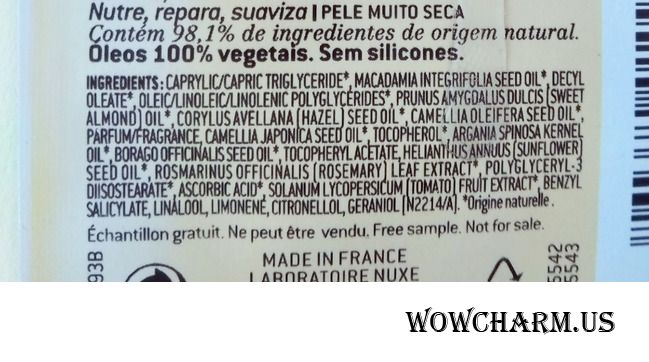 Nutre, repara, suaviza | PELE MUITO SECA
Contém 98,1% de ingredientes de origem natural.
Óleos 100% vegetais. Sem silicones.
INGREDIENTS: CAPRYLIC/CAPRIC TRIGLYCERIDE*, MACADAMIA INTEGRIFOLIA SEED OIL*, DECYL
OLEATE*, OLEIC/LINOLEIC/LINOLENIC POLYGLYCÉRIDES*, PRUNUS AMYGDALUS DULCIS (SWEET
ALMOND) OIL*, CORYLUS AVELLANA (HAZEL) SEED OIL*, CAMELLIA OLEIFERA SEED OIL*,
PARFUM/FRAGRANCE, CAMELLIA JAPONICA SEED OIL*, TOCOPHEROL*, ARGANIA SPINOSA KERNEL
OIL*, BORAGO OFFICINALIS SEED OIL*, TOCOPHERYL ACETATE, HELIANTHUS ANNUUS (SUNFLOWER)
SEED OIL*, ROSMARINUS OFFICINALIS (ROSEMARY) LEAF EXTRACT*, POLYGLYCERYL-3
DIISOSTEARATE*, ASCORBIC ACID*, SOLANUM LYCOPERSICUM (TOMATO) FRUIT EXTRACT*, BENZYL
SALICYLATE, LINALOOL, LIMONENE, CITRONELLOL, GERANIOL (N2214/A). *Origine naturelle.
Échantillon gratuit. Ne peut être vendu. Free sample. Not for sale.
MADE IN FRANCE
LABORATOIRE NUXE
93B
5542
5543
WOWCHARM.US